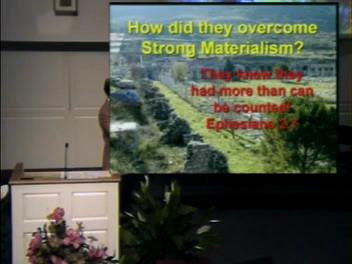 How did they overcome
Strong Materialism?
They knew they
had more than can
be counted!
Ephesians